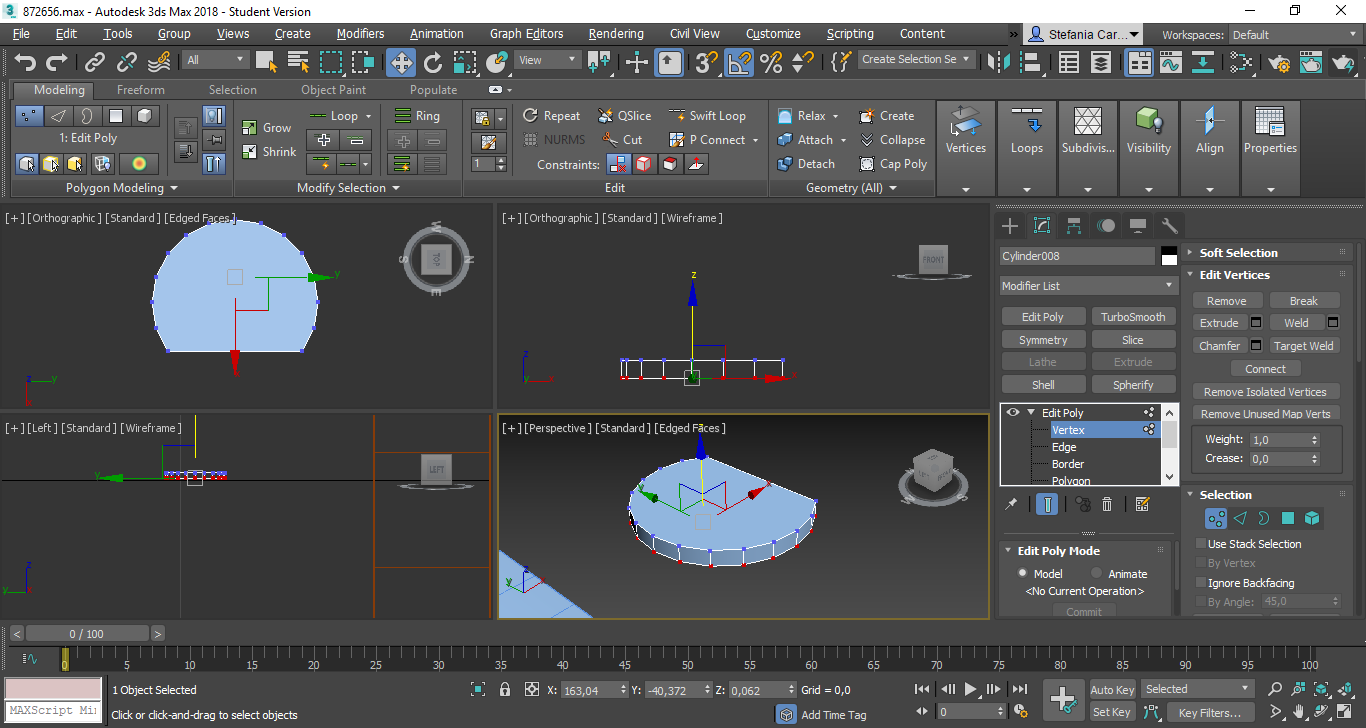 872656.max - Autodesk 3ds Max 2018 - Student Version
File Edit Tools Group Views Create Modifiers Animation Graph Editors Rendering Civil View Customize Scripting Content » Stefania Car... Workspaces: Default
All View Create Selection Se
Modeling Freeform Selection Object Paint Populate
1: Edit Poly
Polygon Modeling
Grow Loop Ring
Shrink
Modify Selection
1
Repeat QSlice Swift Loop
NURMS Cut P Connect
Constraints:
Edit
Relax Create
Attach Collapse
Detach Cap Poly
Geometry (All)
Vertices Loops Subdivis... Visibility Align Properties
[+] [Orthographic] [Standard] [Edged Faces]
TOP
W
N
S
E
y
x
[+] [Orthographic] [Standard] [Wireframe]
FRONT
z
[+] [Left] [Standard] [Wireframe]
LEFT
[+] [Perspective] [Standard] [Edged Faces]
Cylinder008
Modifier List
Edit Poly TurboSmooth
Symmetry Slice
Lathe Extrude
Shell Spherify
Edit Poly
Vertex
Edge
Border
Polygon
Edit Poly Mode
Model Animate
<No Current Operation>
Commit
Soft Selection
Edit Vertices
Remove Break
Extrude Weld
Chamfer Target Weld
Connect
Remove Isolated Vertices
Remove Unused Map Verts
Weight: 1,0
Crease: 0,0
Selection
Use Stack Selection
By Vertex
Ignore Backfacing
By Angle: 45,0
< 0 / 100 >
0 5 10 15 20 25 30 35 40 45 50 55 60 65 70 75 80 85 90 95 100
1 Object Selected
X: 163,04 Y: -40,372 Z: 0,062 Grid = 0,0
MAXScript Mi
Click or click-and-drag to select objects
Add Time Tag
0
Auto Key Selected
Set Key Key Filters...